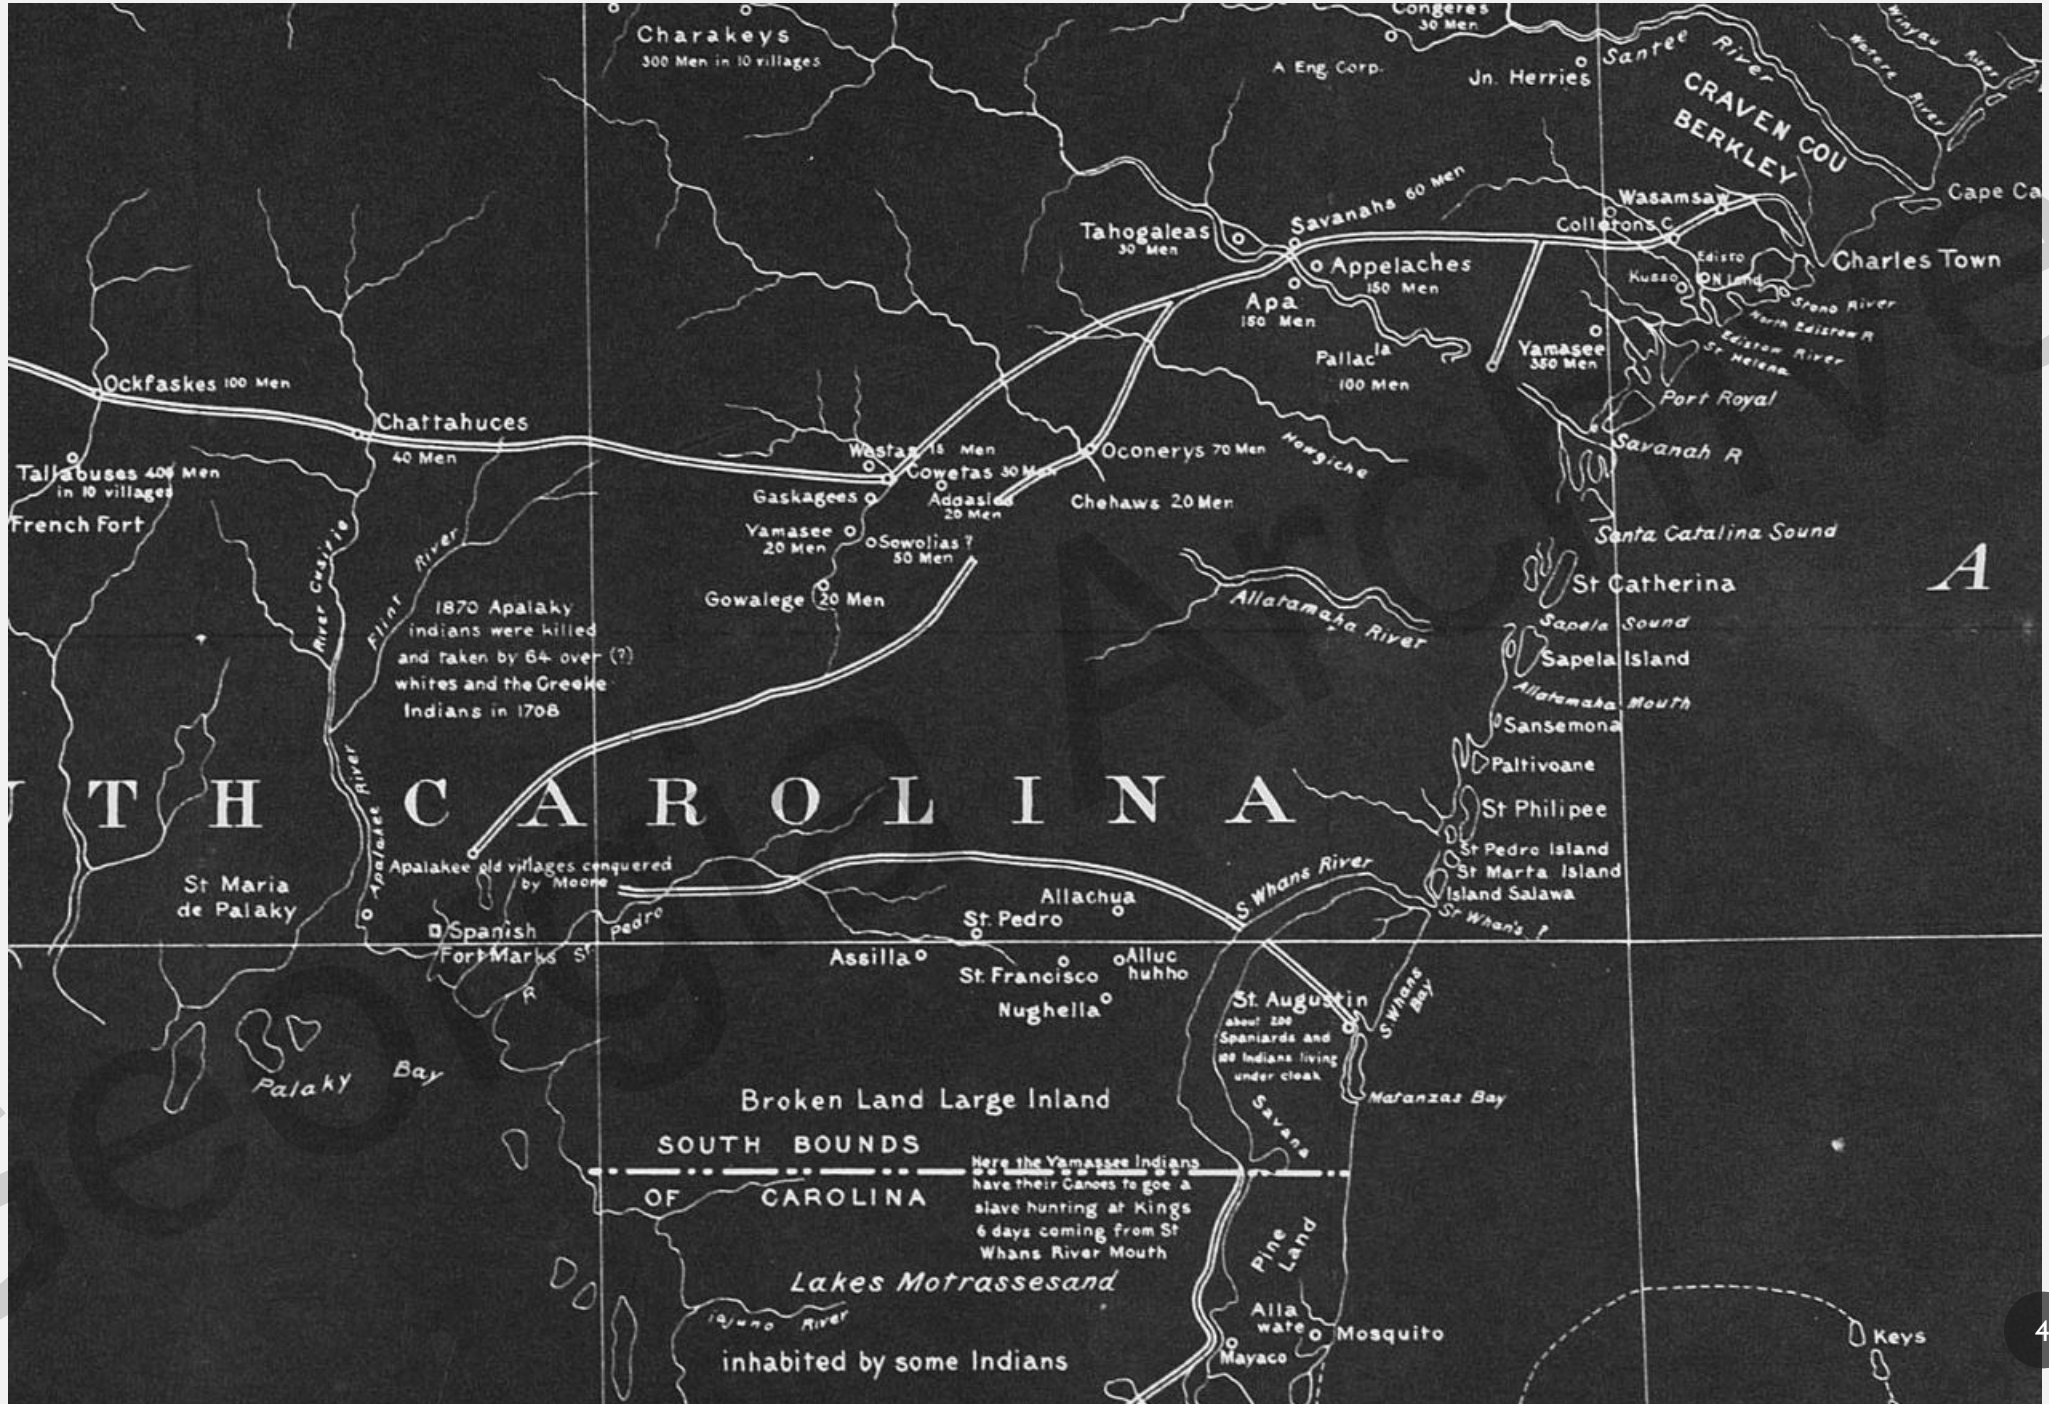 Congerees
30 Men
Charakeys
300 Men in 10 villages
A Eng. Corp.
Jn. Herries
Santee River
Winyau River
Watere River
CRAVEN COU
BERKLEY
Cape Ca
Savanahs 60 Men
Wasamsaw
Colletons C
Tahogaleas
30 Men
Appelaches
150 Men
Apa
150 Men
Edisto
N land
Kusso
Charles Town
Stono River
North Edistow R
Edistow River
St Helena
Pallac la
100 Men
Yamasee
350 Men
Port Royal
Savanah R
Ockfaskes 100 Men
Chattahuces
40 Men
Tallabuses 400 Men
in 10 villages
French Fort
Westas 15 Men
Cowetas 30 Men
Gaskagees
20 Men
Yamasee
20 Men
Sowolias?
50 Men
Gowalege 20 Men
Oconerys 70 Men
Chehaws 20 Men
Howgiche
Santa Catalina Sound
A
St Catherina
Sapela Sound
Sapela Island
Allatamaha River
Allatamaha Mouth
Sansemona
Paltivoane
St Philipee
St Pedro Island
St Marta Island
Island Salawa
St Whan's ?
River Cusitie
Flint River
1870 Apalaky
indians were killed
and taken by 64 over (?)
whites and the Creeke
Indians in 1708
UTH CAROLINA
Apalakee River
Apalakee old villages conquered
by Moore
St Maria
de Palaky
Spanish
Fort Marks
St Pedro
R
S. Whans River
Allachua
St. Pedro
Assilla
St. Francisco
Alluc
huhho
Nughella
St. Augustin
about 200
Spaniards and
100 Indians living
under cloak
S. Whans
Bay
Matanzas Bay
Savana
Palaky Bay
Broken Land Large Inland
SOUTH BOUNDS
OF CAROLINA
Here the Yamassee Indians
have their Canoes to goe a
slave hunting at Kings
6 days coming from St
Whans River Mouth
Lakes Motrassesand
River
inhabited by some Indians
Pine
Land
Alla
wate
Mosquito
Mayaco
Keys
4
Georgia Archive